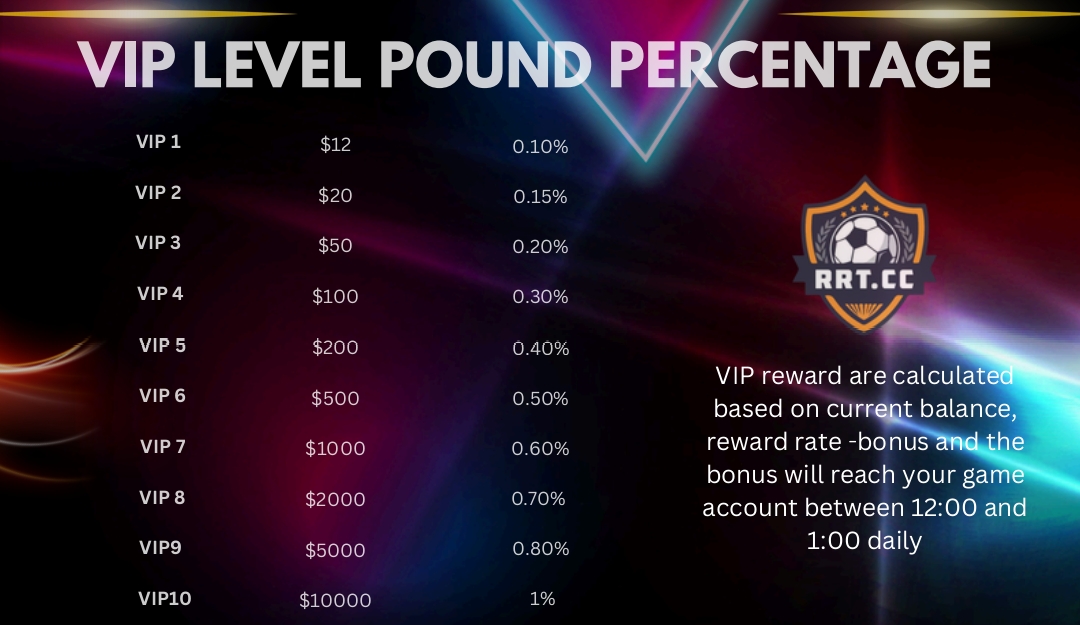 VIP LEVEL POUND PERCENTAGE
VIP 1 $12 0.10%
VIP 2 $20 0.15%
VIP 3 $50 0.20%
VIP 4 $100 0.30%
VIP 5 $200 0.40%
VIP 6 $500 0.50%
VIP 7 $1000 0.60%
VIP 8 $2000 0.70%
VIP9 $5000 0.80%
VIP10 $10000 1%
RRT.CC
VIP reward are calculated
based on current balance,
reward rate -bonus and the
bonus will reach your game
account between 12:00 and
1:00 daily